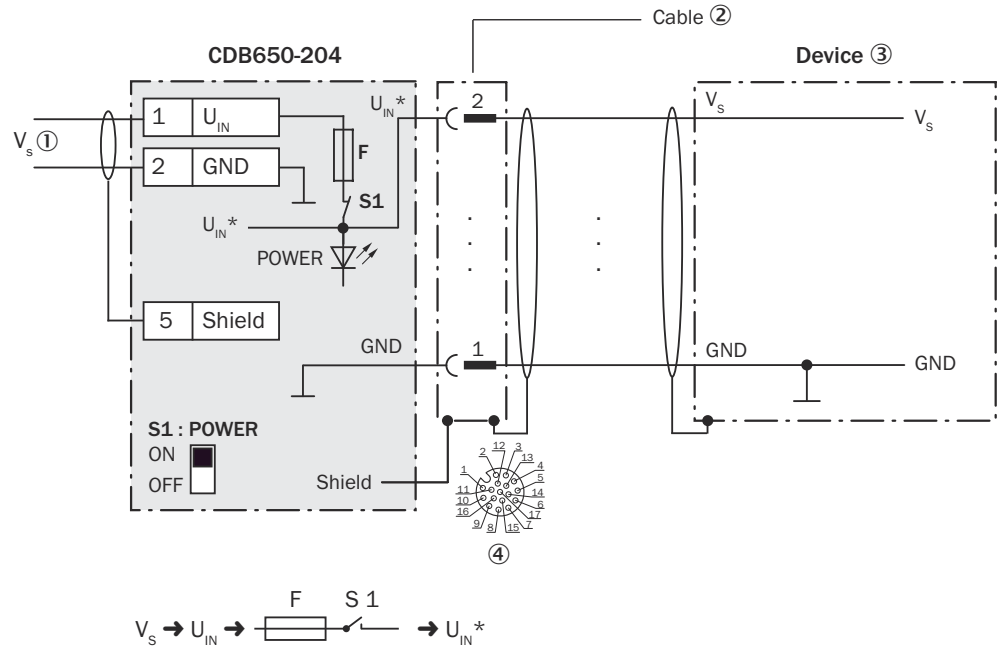 Cable ②
CDB650-204
Device ③
1 U_IN
U_IN*
2
V_S
V_S
V_S ①
2 GND
F
S1
U_IN*
POWER
5 Shield
GND
1
GND
GND
S1 : POWER
ON
OFF
Shield
1 2 12 3 13 4 5 14 6 17 7 15 8 9 16 10 11
④
F S 1
V_S ➔ U_IN ➔ ➔ U_IN*